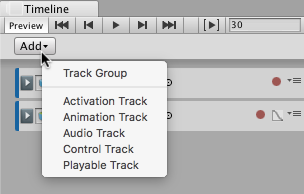 Timeline
Preview 30
Add
Track Group
Activation Track
Animation Track
Audio Track
Control Track
Playable Track